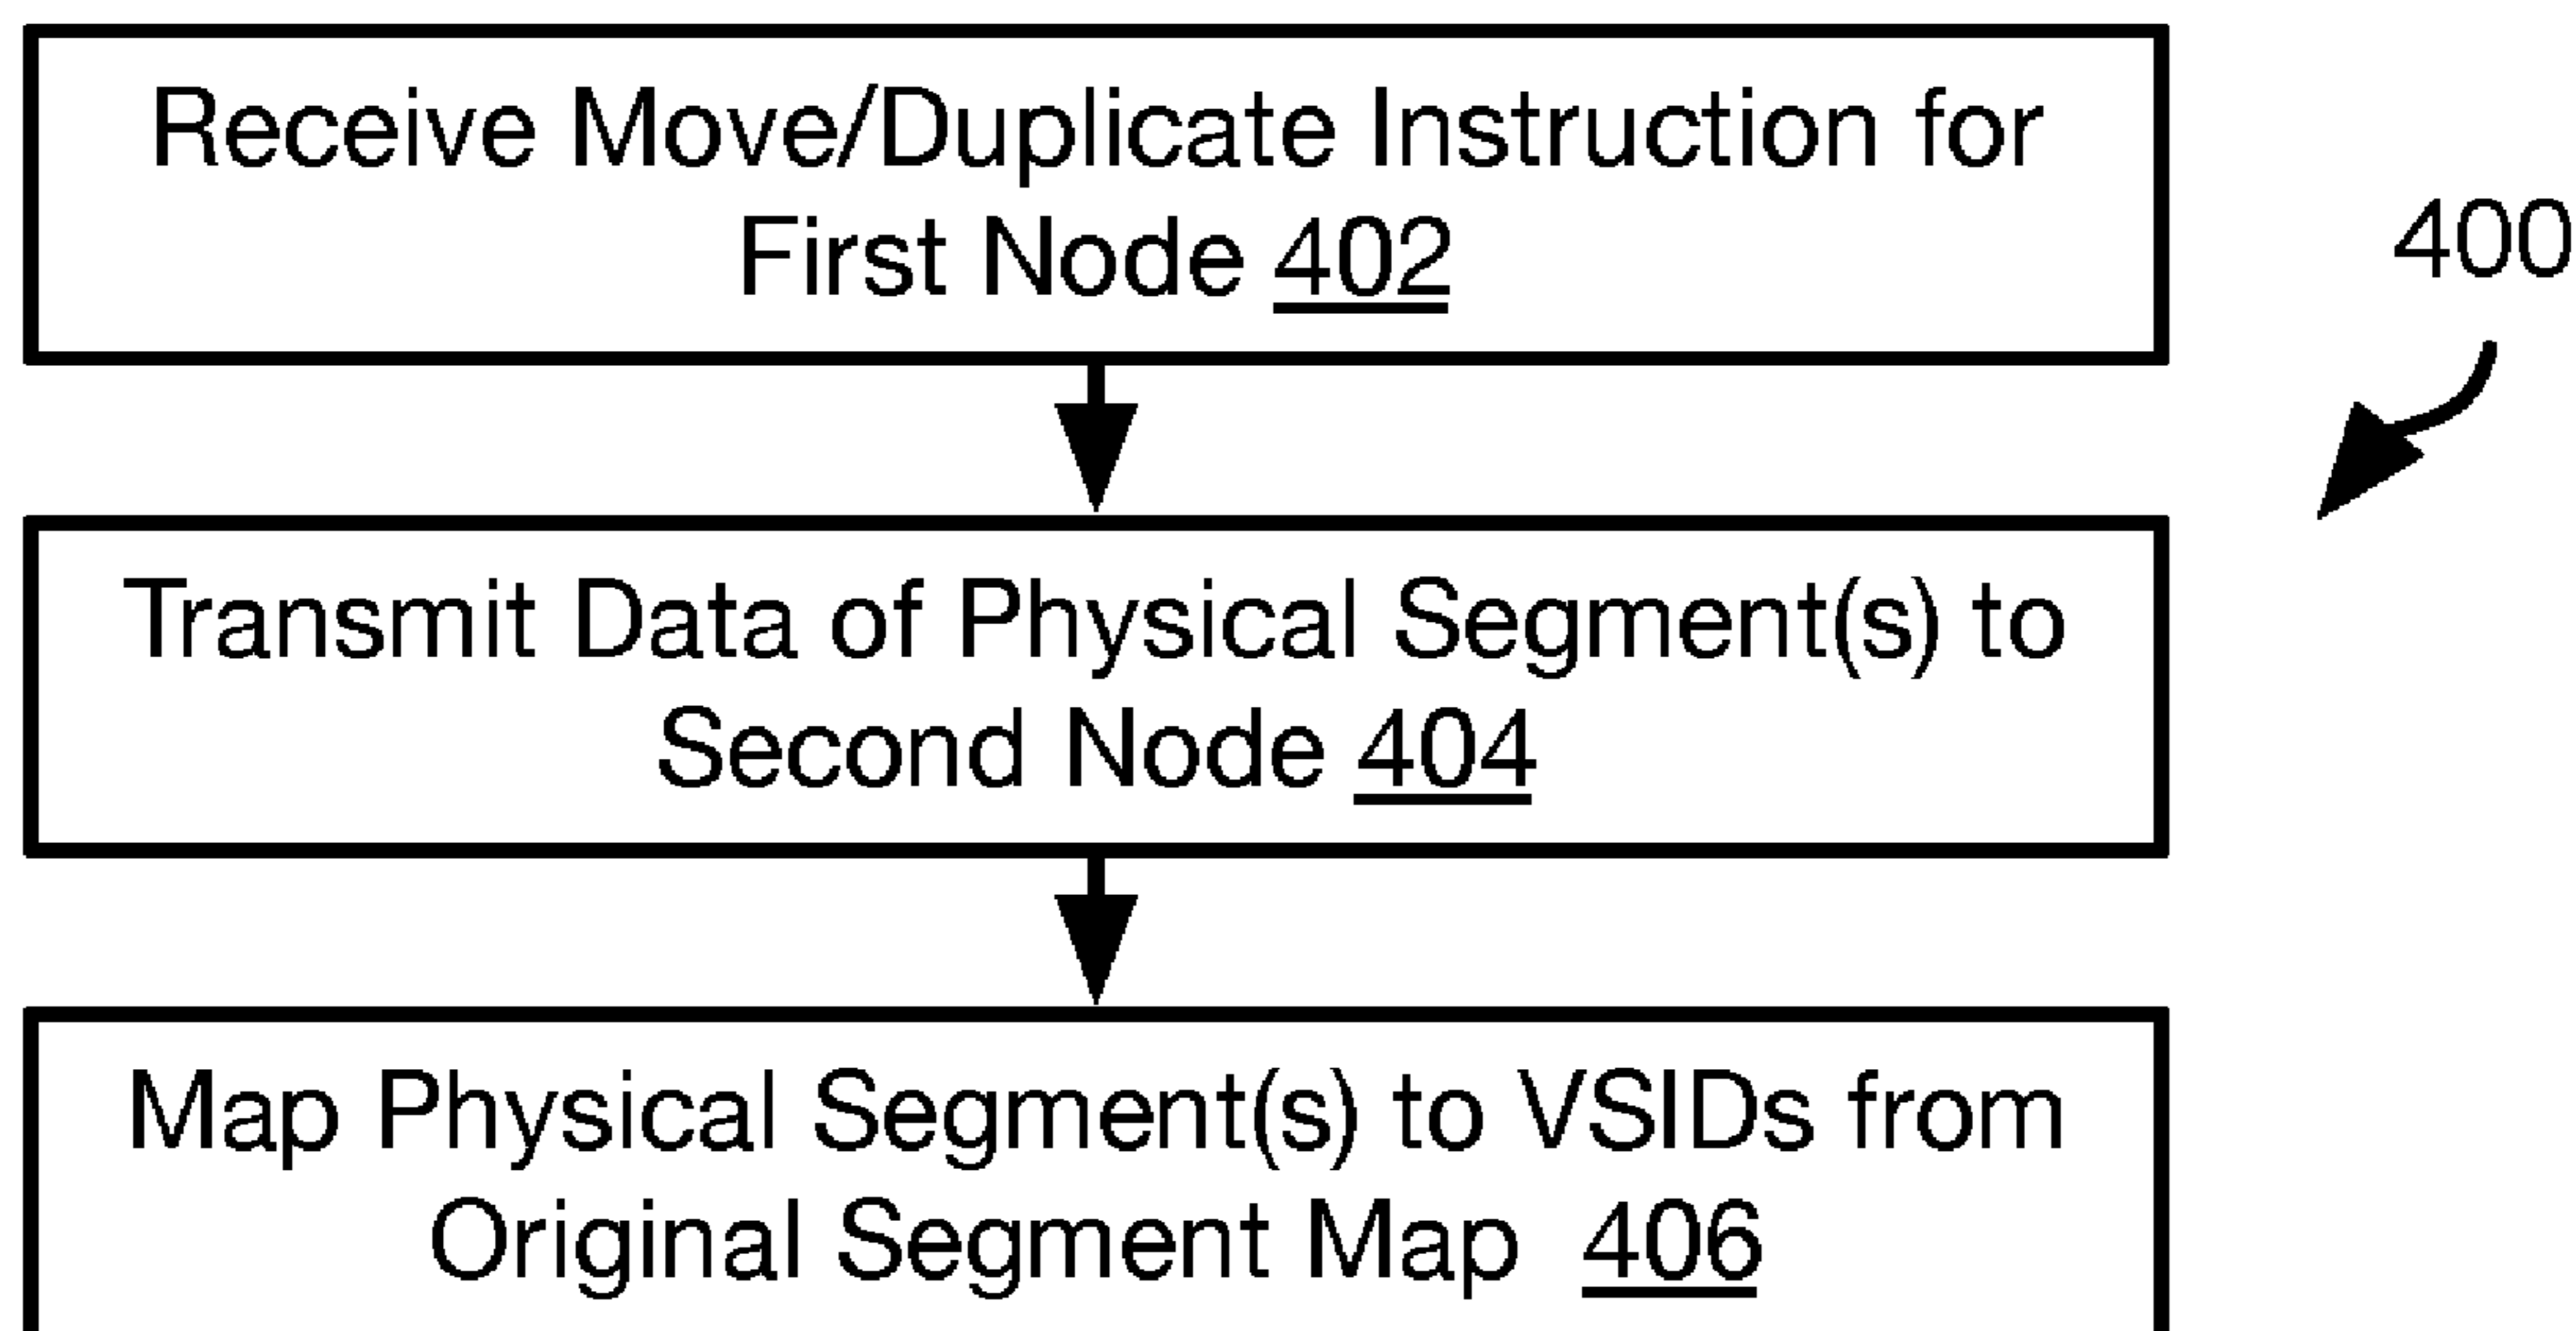 Receive Move/Duplicate Instruction for
First Node 402
400
Transmit Data of Physical Segment(s) to
Second Node 404
Map Physical Segment(s) to VSIDs from
Original Segment Map 406